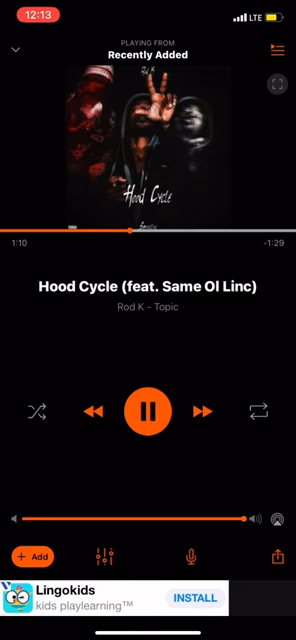 12:13
LTE
PLAYING FROM
Recently Added
Rod K
Hood Cycle
1:10
-1:29
Hood Cycle (feat. Same Ol Linc)
Rod K - Topic
+ Add
Lingokids
kids playlearning™
INSTALL